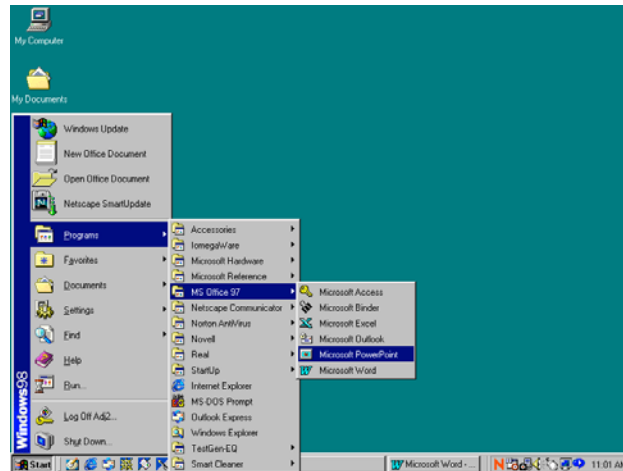 My Computer
My Documents
Windows Update
New Office Document
Open Office Document
Netscape SmartUpdate
Programs
Favorites
Documents
Settings
Find
Help
Run...
Log Off Adj2...
Shut Down...
Windows98
Accessories
IomegaWare
Microsoft Hardware
Microsoft Reference
MS Office 97
Netscape Communicator
Norton AntiVirus
Novell
Real
StartUp
Internet Explorer
MS-DOS Prompt
Outlook Express
Windows Explorer
TestGen-EQ
Smart Cleaner
Microsoft Access
Microsoft Binder
Microsoft Excel
Microsoft Outlook
Microsoft PowerPoint
Microsoft Word
Start
Microsoft Word - ...
11:01 AM